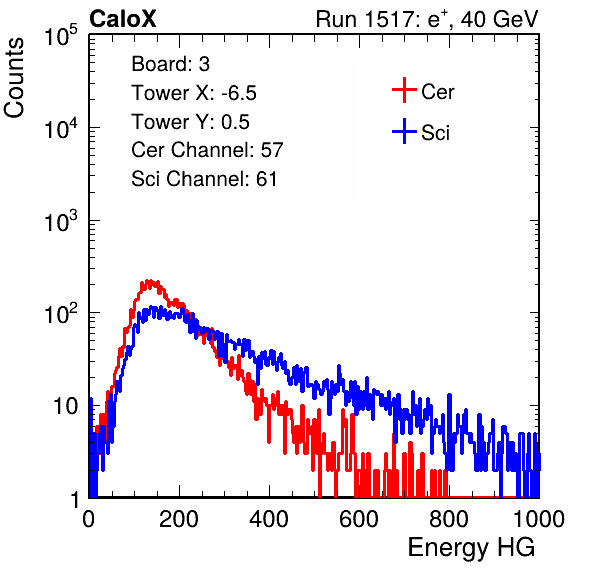 CaloX Run 1517: e⁺, 40 GeV
Counts
10⁵
10⁴
10³
10²
10
1
Board: 3
Tower X: -6.5
Tower Y: 0.5
Cer Channel: 57
Sci Channel: 61
Cer
Sci
0 200 400 600 800 1000
Energy HG